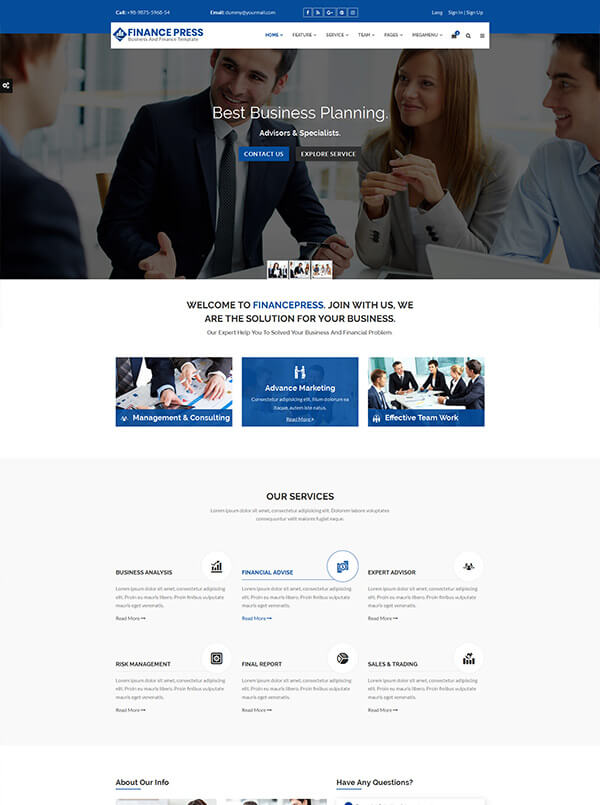 Call: +98-9875-5968-54 Email: dummy@yourmail.com Lang Sign In | Sign Up
FINANCE PRESS
Business And Finance Template
HOME FEATURE SERVICE TEAM PAGES MEGAMENU
Best Business Planning.
Advisors & Specialists.
CONTACT US EXPLORE SERVICE
WELCOME TO FINANCEPRESS. JOIN WITH US, WE
ARE THE SOLUTION FOR YOUR BUSINESS.
Our Expert Help You To Solved Your Business And Financial Problem
Management & Consulting
Advance Marketing
Consectetur adipisicing elit. Illum dolorum ea
itaque, autem iste natus.
Read More >
Effective Team Work
OUR SERVICES
Lorem ipsum dolor sit amet, consectetur adipiscing elit dolor voluptates
consequuntur velit maiores fugiat neque.
BUSINESS ANALYSIS
Lorem ipsum dolor sit amet, consectetur adipiscing
elit. Proin eu mauris libero. Proin finibus vulputate
mauris eget venenatis.
Read More
FINANCIAL ADVISE
Lorem ipsum dolor sit amet, consectetur adipiscing
elit. Proin eu mauris libero. Proin finibus vulputate
mauris eget venenatis.
Read More
EXPERT ADVISOR
Lorem ipsum dolor sit amet, consectetur adipiscing
elit. Proin eu mauris libero. Proin finibus vulputate
mauris eget venenatis.
Read More
RISK MANAGEMENT
Lorem ipsum dolor sit amet, consectetur adipiscing
elit. Proin eu mauris libero. Proin finibus vulputate
mauris eget venenatis.
Read More
FINAL REPORT
Lorem ipsum dolor sit amet, consectetur adipiscing
elit. Proin eu mauris libero. Proin finibus vulputate
mauris eget venenatis.
Read More
SALES & TRADING
Lorem ipsum dolor sit amet, consectetur adipiscing
elit. Proin eu mauris libero. Proin finibus vulputate
mauris eget venenatis.
Read More
About Our Info
Have Any Questions?